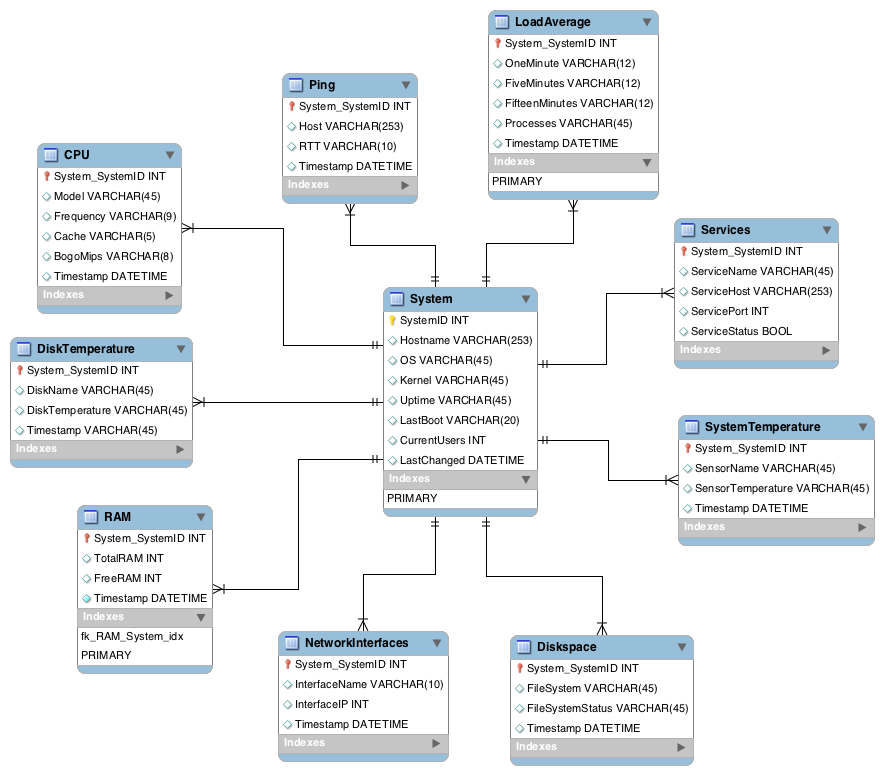 LoadAverage
System_SystemID INT
OneMinute VARCHAR(12)
FiveMinutes VARCHAR(12)
FifteenMinutes VARCHAR(12)
Processes VARCHAR(45)
Timestamp DATETIME
Indexes
PRIMARY
Ping
System_SystemID INT
Host VARCHAR(253)
RTT VARCHAR(10)
Timestamp DATETIME
Indexes
CPU
System_SystemID INT
Model VARCHAR(45)
Frequency VARCHAR(9)
Cache VARCHAR(5)
BogoMips VARCHAR(8)
Timestamp DATETIME
Indexes
Services
System_SystemID INT
ServiceName VARCHAR(45)
ServiceHost VARCHAR(253)
ServicePort INT
ServiceStatus BOOL
Indexes
System
SystemID INT
Hostname VARCHAR(253)
OS VARCHAR(45)
Kernel VARCHAR(45)
Uptime VARCHAR(45)
LastBoot VARCHAR(20)
CurrentUsers INT
LastChanged DATETIME
Indexes
PRIMARY
DiskTemperature
System_SystemID INT
DiskName VARCHAR(45)
DiskTemperature VARCHAR(45)
Timestamp VARCHAR(45)
Indexes
SystemTemperature
System_SystemID INT
SensorName VARCHAR(45)
SensorTemperature VARCHAR(45)
Timestamp DATETIME
Indexes
RAM
System_SystemID INT
TotalRAM INT
FreeRAM INT
Timestamp DATETIME
Indexes
fk_RAM_System_idx
PRIMARY
NetworkInterfaces
System_SystemID INT
InterfaceName VARCHAR(10)
InterfaceIP INT
Timestamp DATETIME
Indexes
Diskspace
System_SystemID INT
FileSystem VARCHAR(45)
FileSystemStatus VARCHAR(45)
Timestamp DATETIME
Indexes